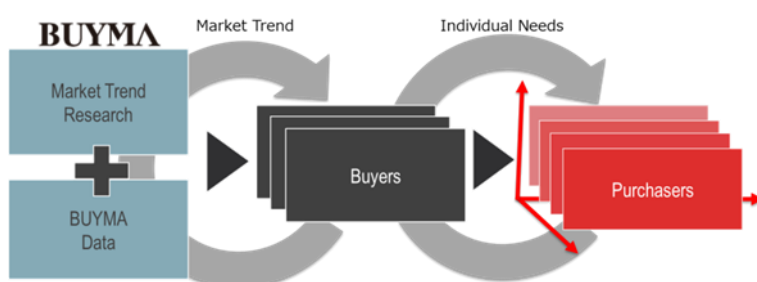 BUYMA
Market Trend
Individual Needs
Market Trend
Research
BUYMA
Data
Buyers
Purchasers